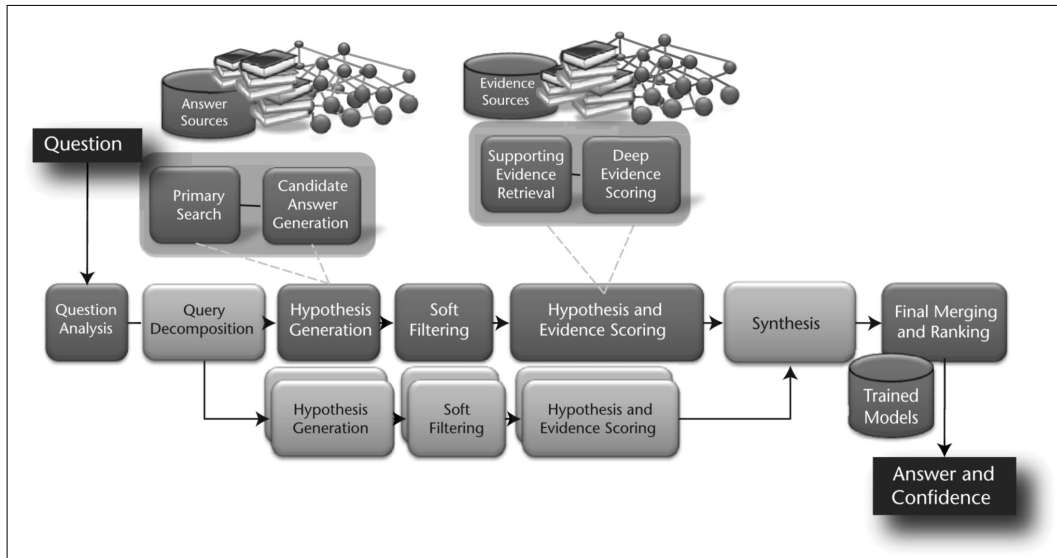 Answer
Sources
Evidence
Sources
Question
Primary
Search
Candidate
Answer
Generation
Supporting
Evidence
Retrieval
Deep
Evidence
Scoring
Question
Analysis
Query
Decomposition
Hypothesis
Generation
Soft
Filtering
Hypothesis and
Evidence Scoring
Synthesis
Final Merging
and Ranking
Trained
Models
Hypothesis
Generation
Soft
Filtering
Hypothesis and
Evidence Scoring
Answer and
Confidence